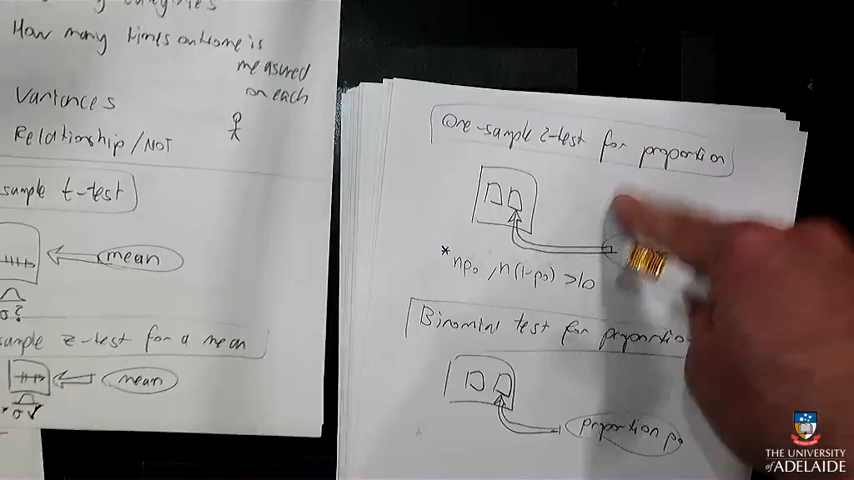 How many times outcome is
measured
on each
Variances
Relationship/NOT
sample t-test
mean
σ?
sample z-test for a mean
mean
*σ✓
One-sample z-test for proportion
*np₀, n(1-p₀) >10
Binomial test for proportio
proportion p₀
THE UNIVERSITY
of ADELAIDE